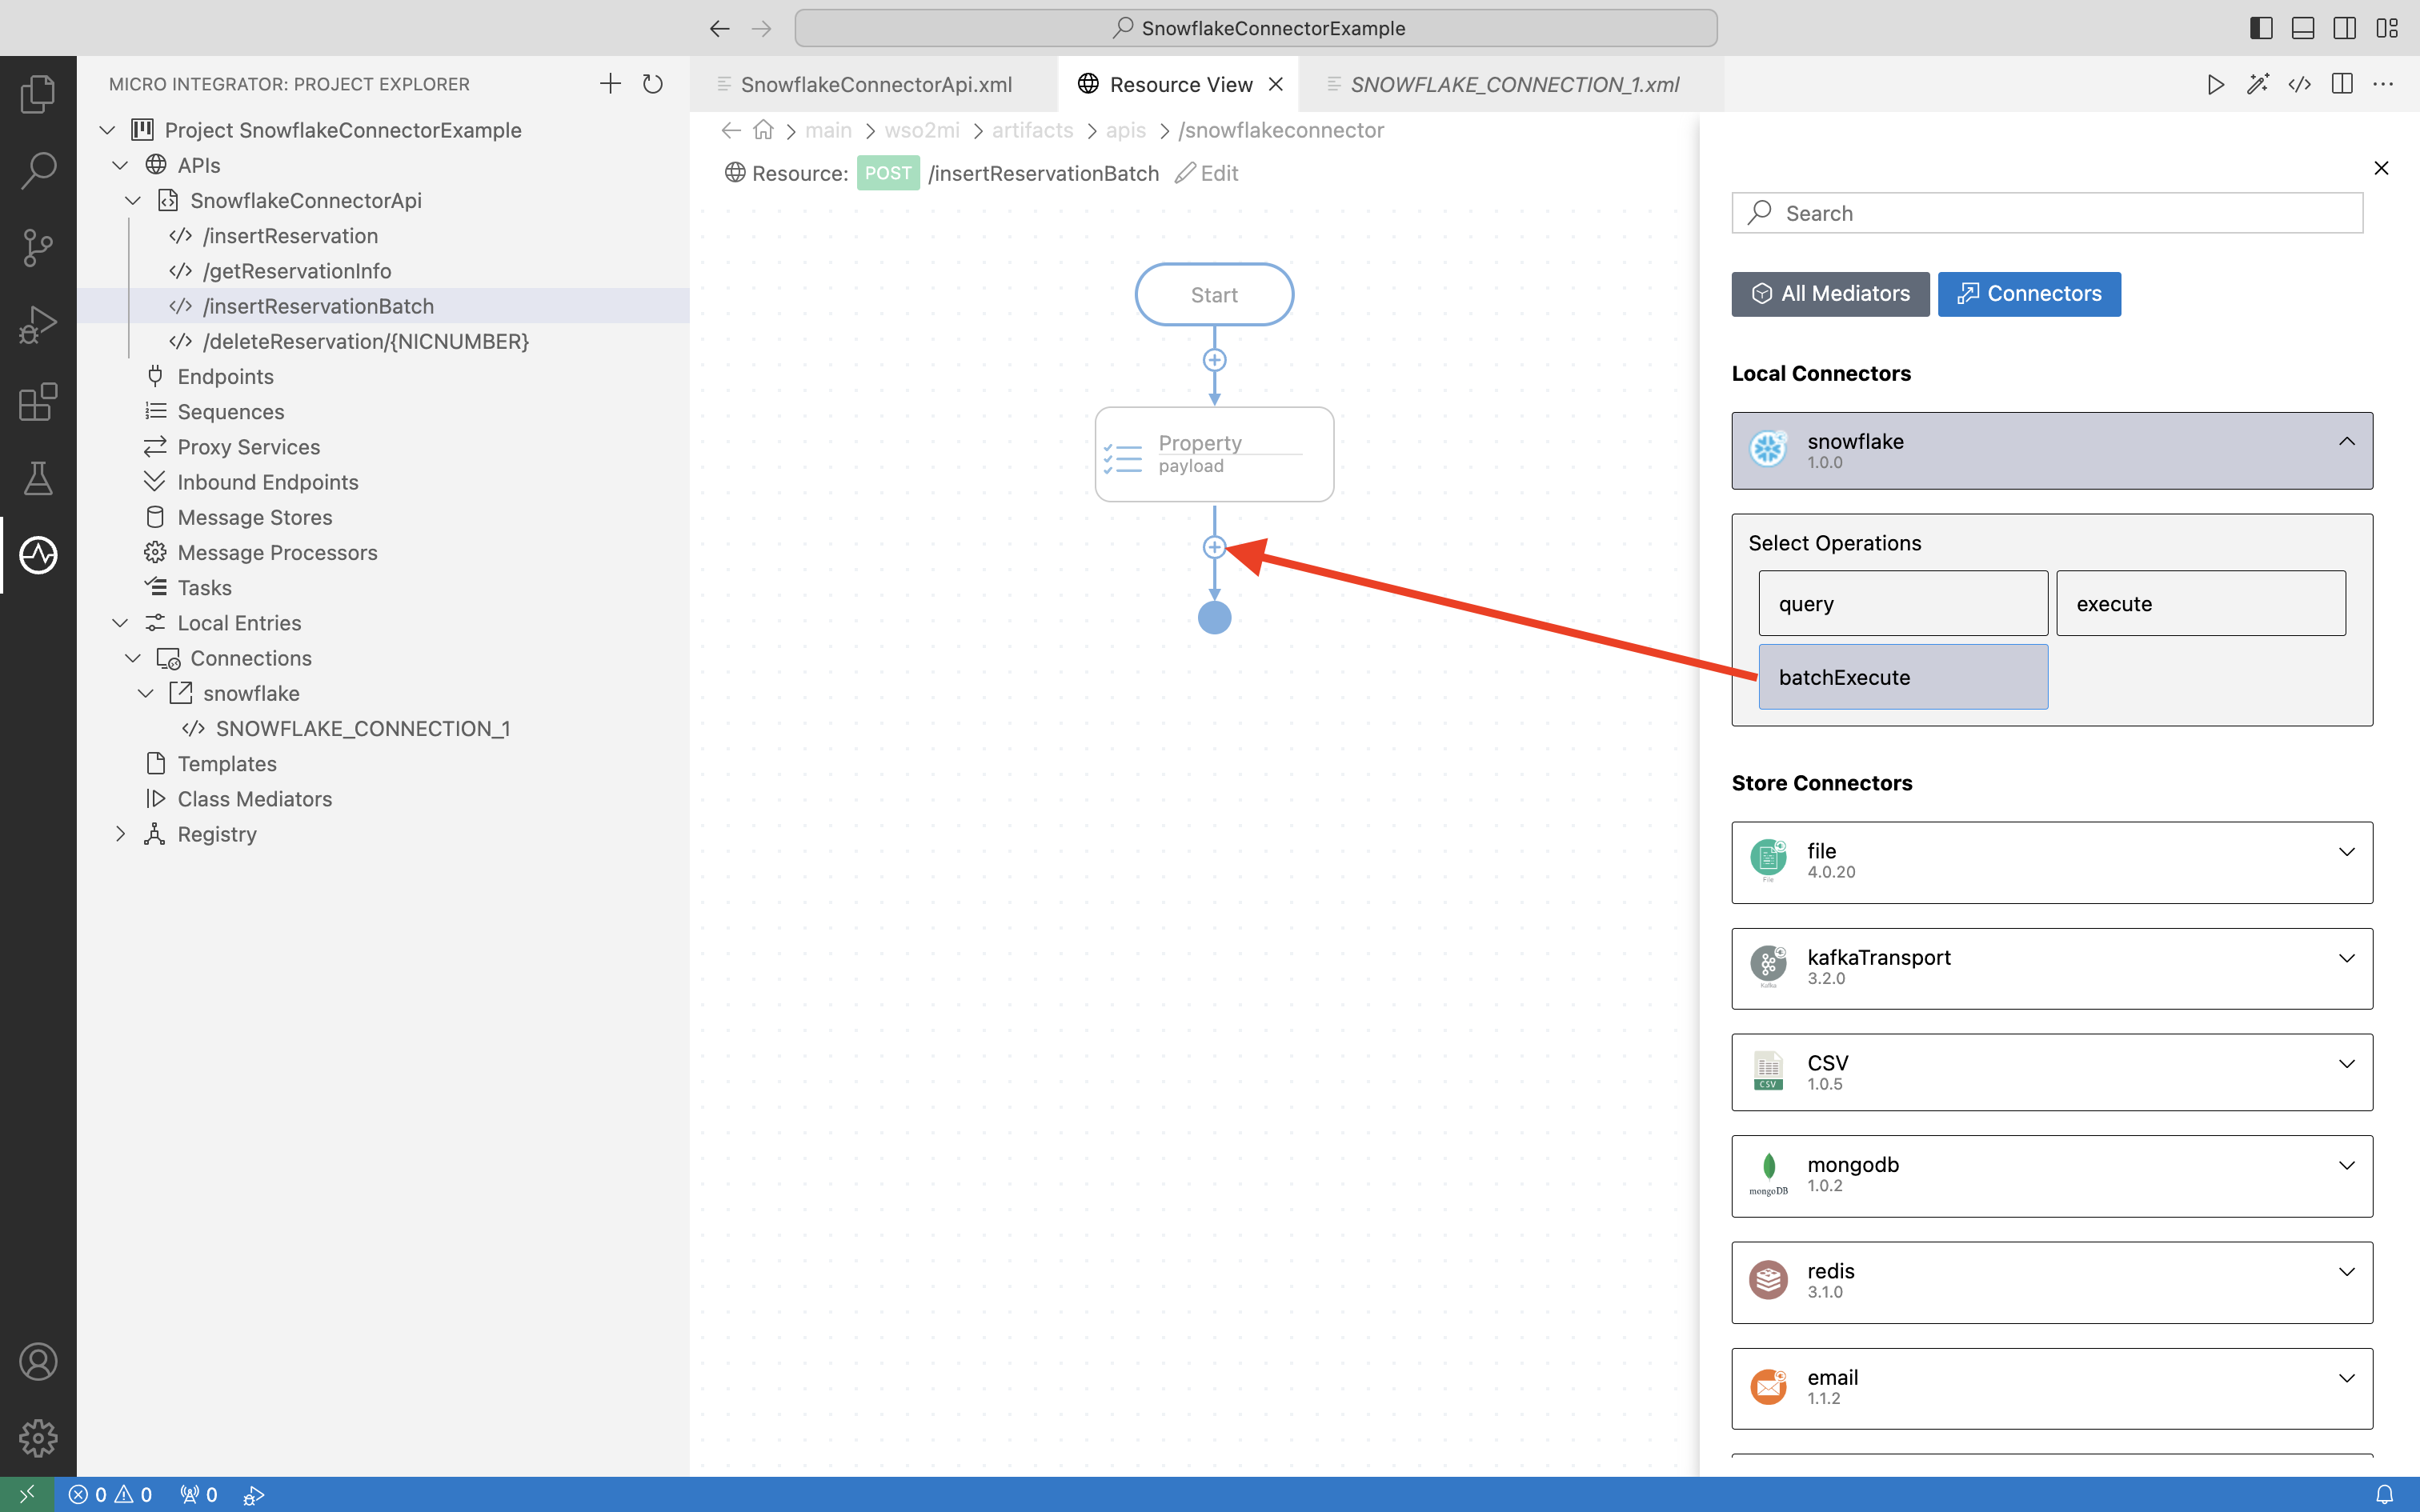 SnowflakeConnectorExample
MICRO INTEGRATOR: PROJECT EXPLORER
Project SnowflakeConnectorExample
APIs
SnowflakeConnectorApi
/insertReservation
/getReservationInfo
/insertReservationBatch
/deleteReservation/{NICNUMBER}
Endpoints
Sequences
Proxy Services
Inbound Endpoints
Message Stores
Message Processors
Tasks
Local Entries
Connections
snowflake
SNOWFLAKE_CONNECTION_1
Templates
Class Mediators
Registry
SnowflakeConnectorApi.xml
Resource View
SNOWFLAKE_CONNECTION_1.xml
main > wso2mi > artifacts > apis > /snowflakeconnector
Resource: POST /insertReservationBatch Edit
Start
Property
payload
Search
All Mediators
Connectors
Local Connectors
snowflake
1.0.0
Select Operations
query
execute
batchExecute
Store Connectors
file
4.0.20
File
kafkaTransport
3.2.0
Kafka
CSV
1.0.5
CSV
mongodb
1.0.2
mongoDB
redis
3.1.0
email
1.1.2
0 0 0